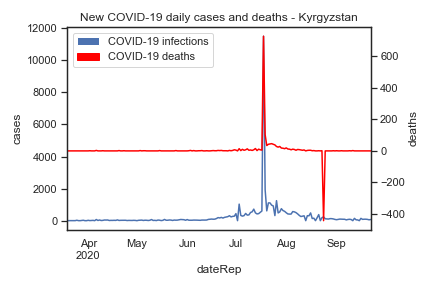 New COVID-19 daily cases and deaths - Kyrgyzstan
COVID-19 infections
COVID-19 deaths
12000
10000
8000
6000
4000
2000
0
cases
600
400
200
0
−200
−400
deaths
Apr
2020
May
Jun
Jul
Aug
Sep
dateRep